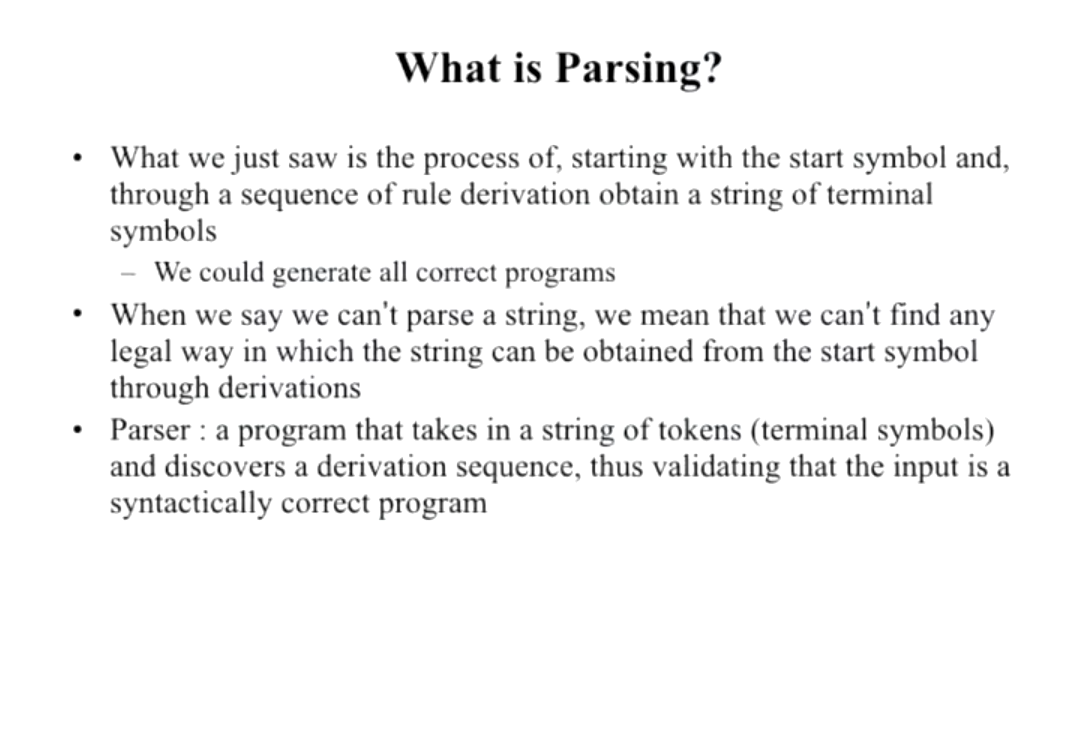 What is Parsing?
• What we just saw is the process of, starting with the start symbol and,
through a sequence of rule derivation obtain a string of terminal
symbols
– We could generate all correct programs
• When we say we can't parse a string, we mean that we can't find any
legal way in which the string can be obtained from the start symbol
through derivations
• Parser : a program that takes in a string of tokens (terminal symbols)
and discovers a derivation sequence, thus validating that the input is a
syntactically correct program